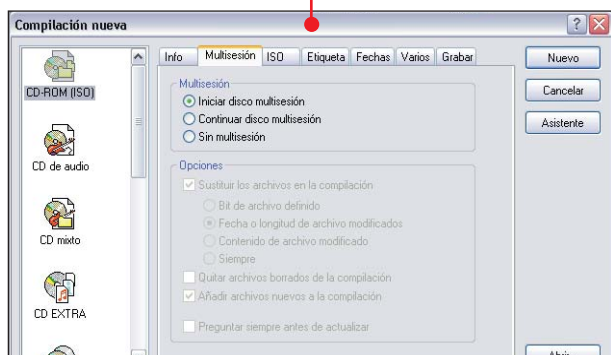 Compilación nueva
Info Multisesión ISO Etiqueta Fechas Varios Grabar
CD-ROM (ISO)
CD de audio
CD mixto
CD EXTRA
Multisesión
Iniciar disco multisesión
Continuar disco multisesión
Sin multisesión
Opciones
Sustituir los archivos en la compilación
Bit de archivo definido
Fecha o longitud de archivo modificados
Contenido de archivo modificado
Siempre
Quitar archivos borrados de la compilación
Añadir archivos nuevos a la compilación
Preguntar siempre antes de actualizar
Nuevo
Cancelar
Asistente